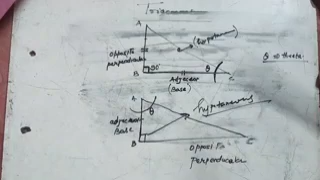 A
opposite
perpendicular
(hypotenuse)
θ ⇒ theta
90°
θ
B
Adjacent
(Base)
C
A
θ
adjacent
Base
hypotenuse
B
C
opposite
perpendicular